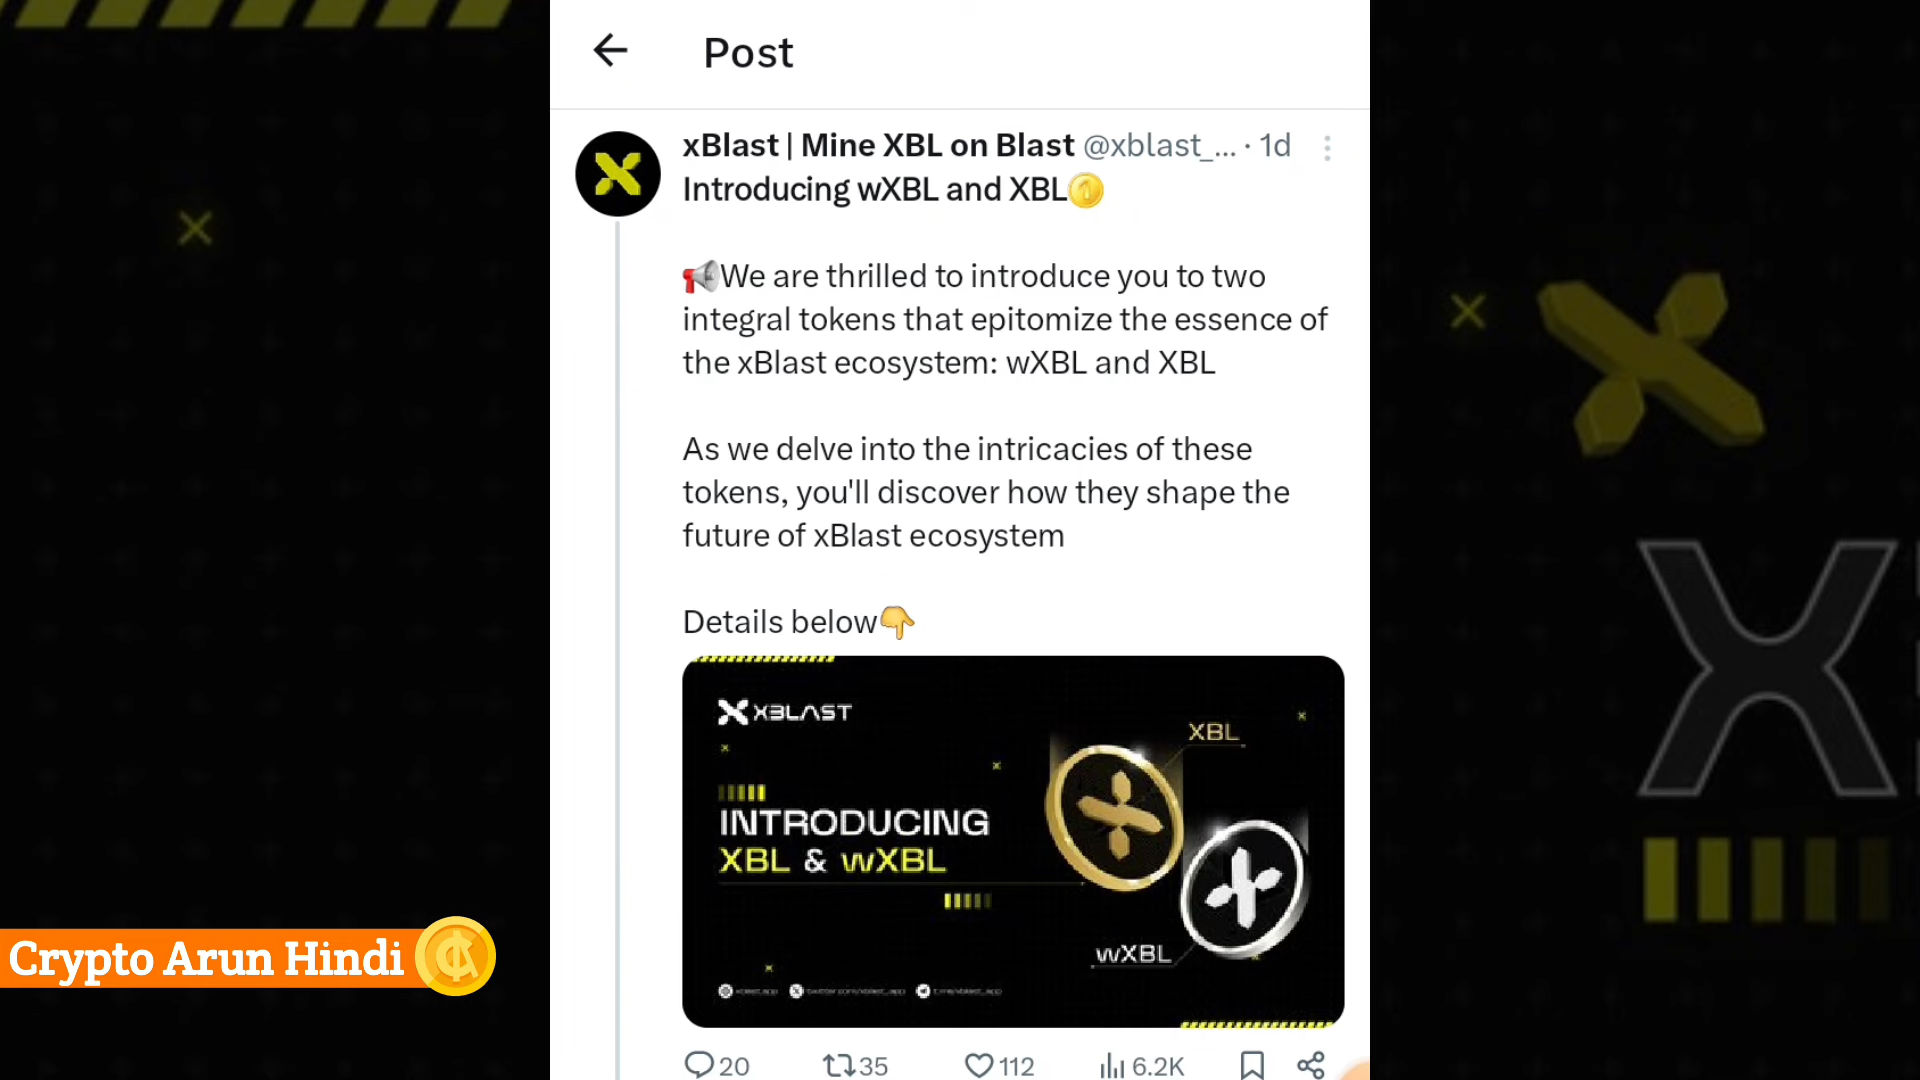 Post
xBlast | Mine XBL on Blast @xblast_... · 1d
Introducing wXBL and XBL
We are thrilled to introduce you to two
integral tokens that epitomize the essence of
the xBlast ecosystem: wXBL and XBL
As we delve into the intricacies of these
tokens, you'll discover how they shape the
future of xBlast ecosystem
Details below
XBLAST
XBL
INTRODUCING
XBL & wXBL
wXBL
20 35 112 6.2K
Crypto Arun Hindi